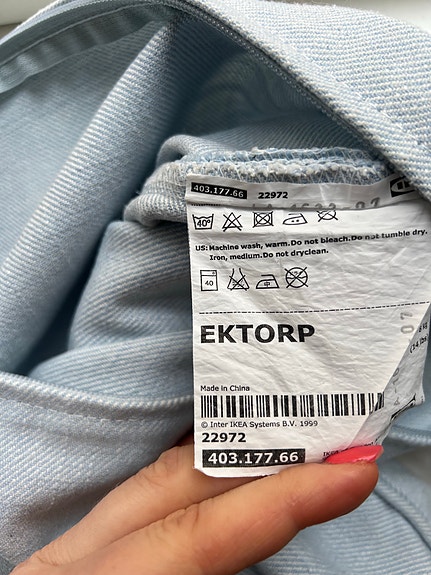 403.177.66 22972
40°
US: Machine wash, warm.Do not bleach.Do not tumble dry.
Iron, medium.Do not dryclean.
40
EKTORP
Made in China
© Inter IKEA Systems B.V. 1999
22972
403.177.66